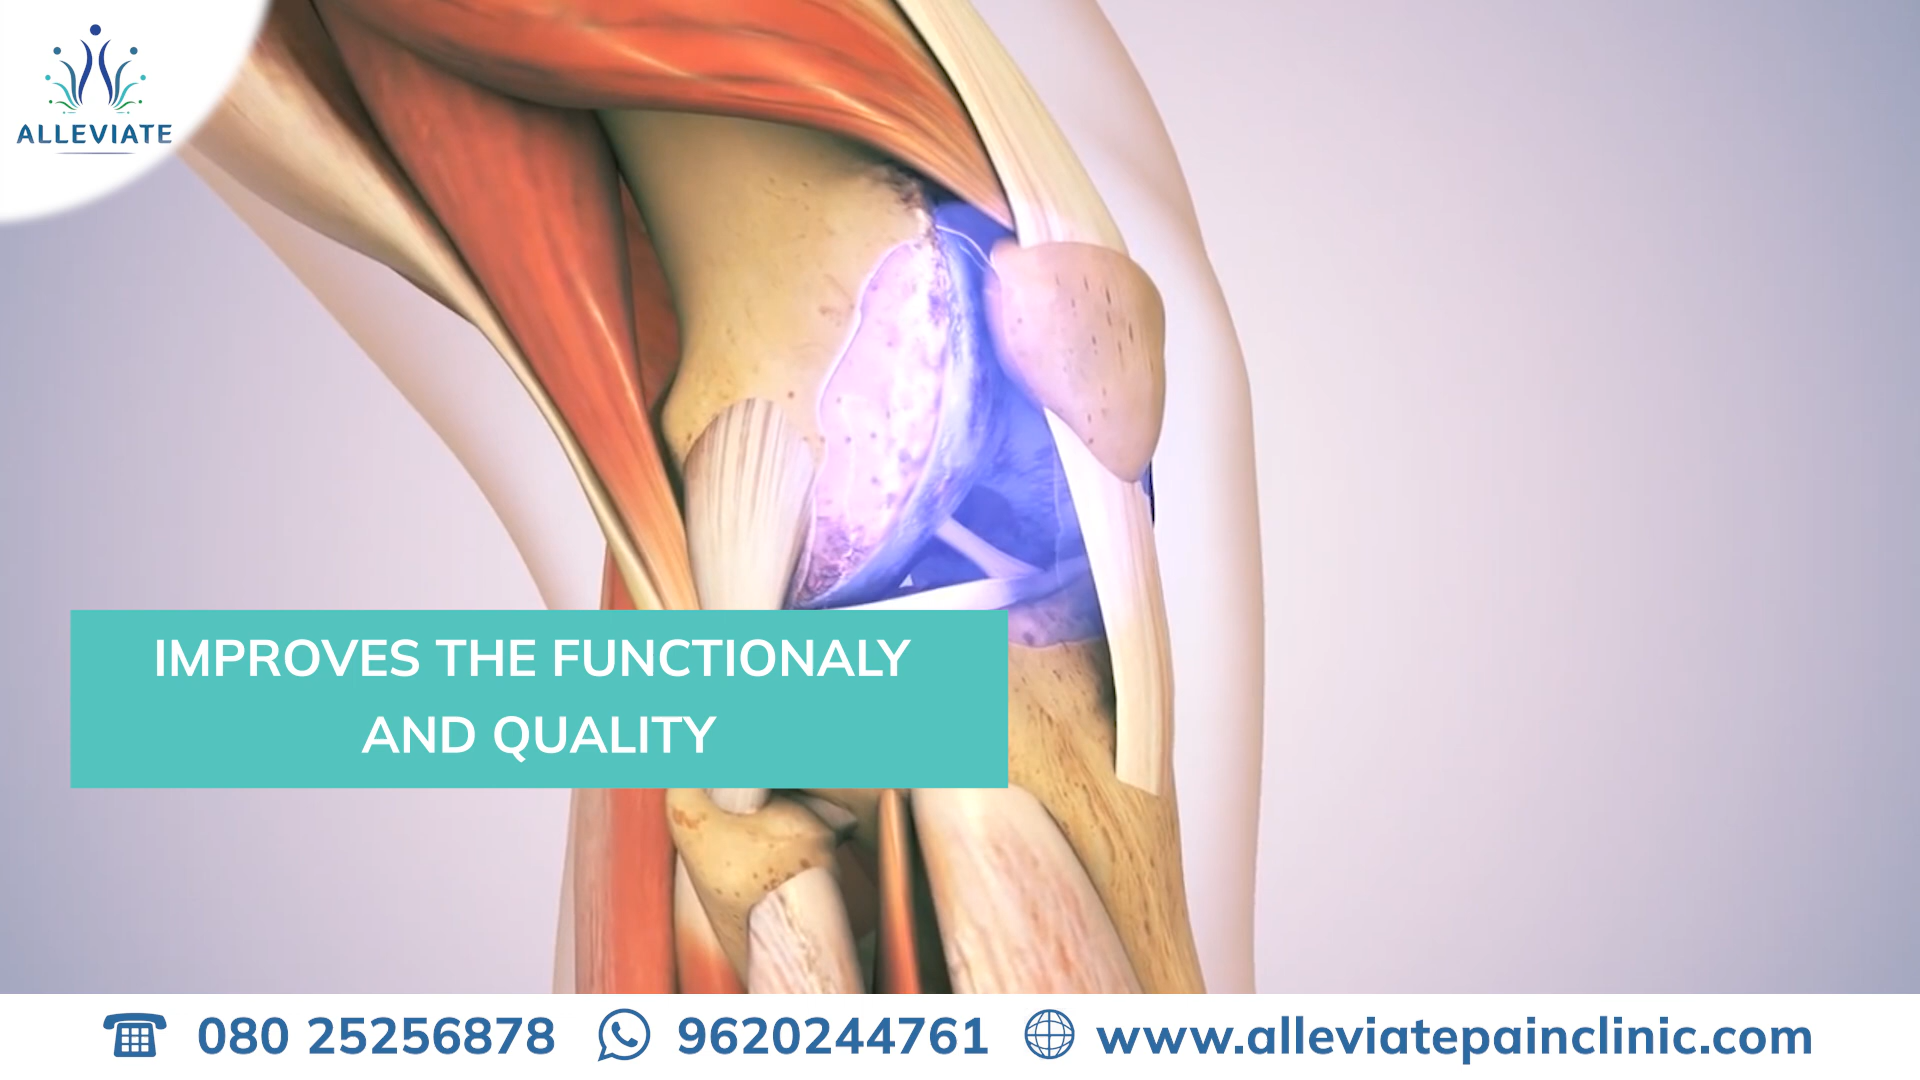 ALLEVIATE
IMPROVES THE FUNCTIONALY
AND QUALITY
080 25256878 9620244761 www.alleviatepainclinic.com